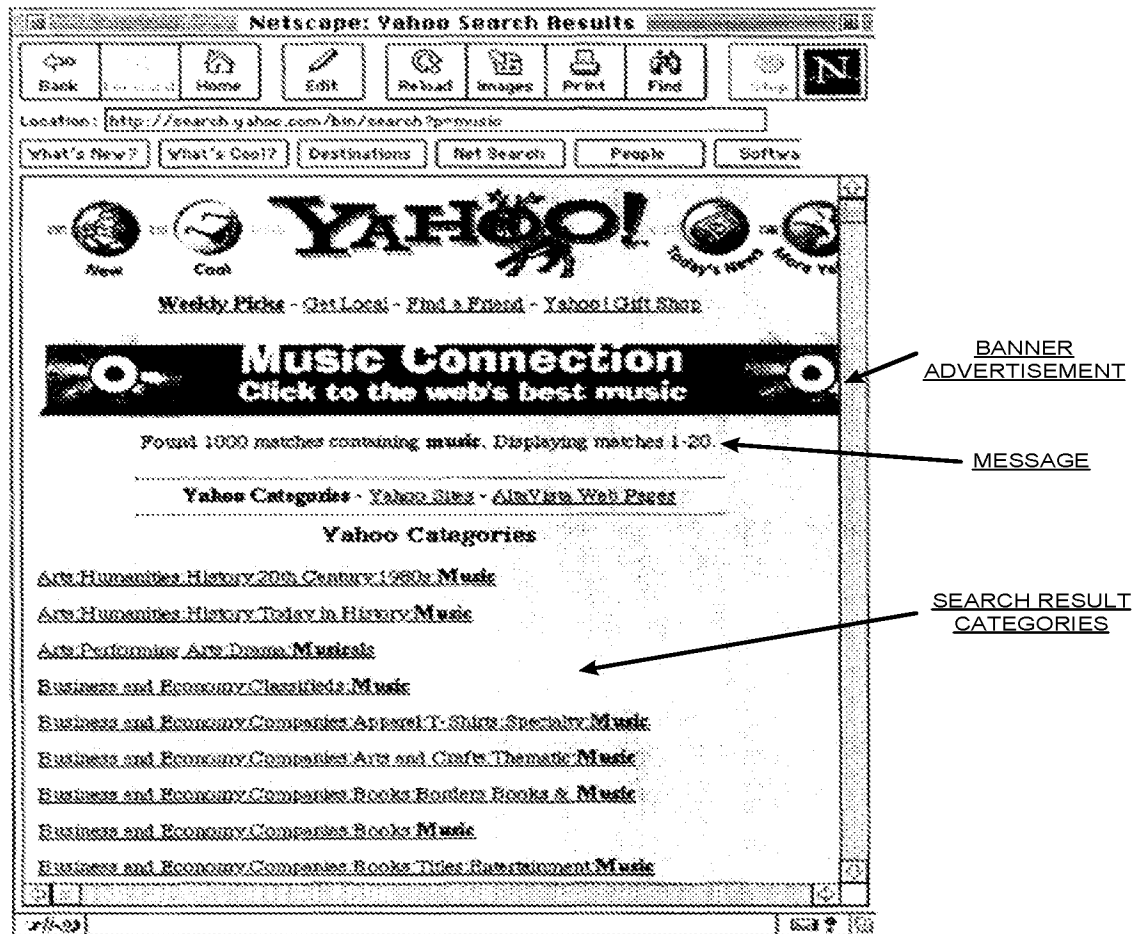 Netscape: Yahoo Search Results
Back Forward Home Edit Reload Images Print Find Stop N
Location: http://search.yahoo.com/bin/search?p=music
What's New? What's Cool? Destinations Net Search People Softwa
YAHOO!
New Cool Today's News More Ya
Weekly Picks - Get Local - Find a Friend - Yahoo! Gift Shop
Music Connection
Click to the web's best music
BANNER
ADVERTISEMENT
Found 1000 matches containing music. Displaying matches 1-20.
MESSAGE
Yahoo Categories - Yahoo Sites - AltaVista Web Pages
Yahoo Categories
Arts:Humanities:History:20th Century:1980s:Music
Arts:Humanities:History:Today in History:Music
SEARCH RESULT
CATEGORIES
Arts:Performing Arts:Drama:Musicals
Business and Economy:Classifieds:Music
Business and Economy:Companies:Apparel:T-Shirts:Specialty:Music
Business and Economy:Companies:Arts and Crafts:Thematic:Music
Business and Economy:Companies:Books:Borders Books & Music
Business and Economy:Companies:Books:Music
Business and Economy:Companies:Books:Titles:Entertainment:Music